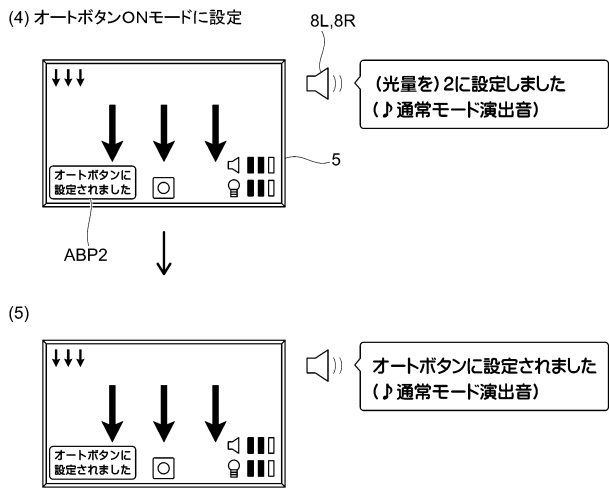 (4) オートボタンONモードに設定
8L,8R
(光量を)2に設定しました
(♪通常モード演出音)
5
オートボタンに
設定されました
ABP2
(5)
オートボタンに設定されました
(♪通常モード演出音)
オートボタンに
設定されました